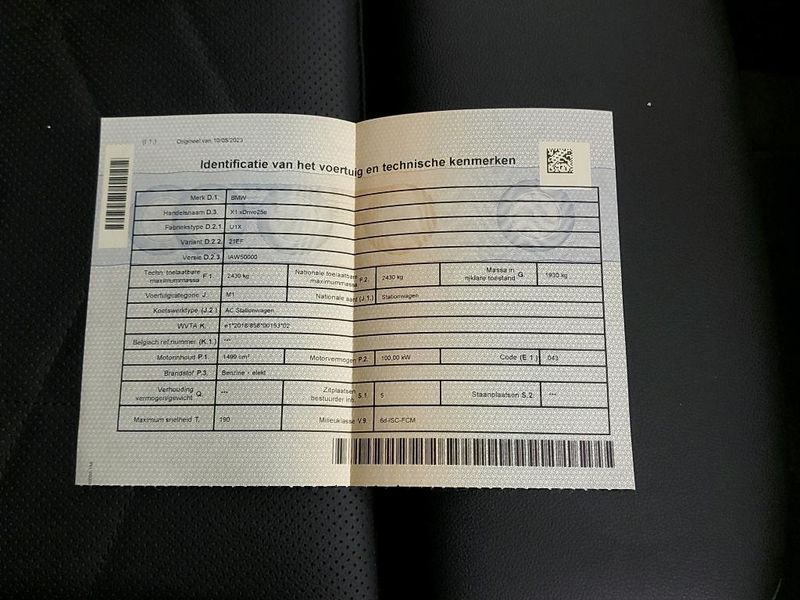 (I.1.) Origineel van 10/05/2023
Identificatie van het voertuig en technische kenmerken
Merk D.1. BMW
Handelsnaam D.3. X1 xDrive25e
Fabriekstype D.2.1. U1X
Variant D.2.2. 21EF
Versie D.2.3. IAW50000
Techn. toelaatbare maximummassa F.1. 2430 kg Nationale toelaatbare maximummassa F.2. 2430 kg Massa in rijklare toestand G. 1930 kg
Voertuigcategorie J. M1 Nationale aard (J.1.) Stationwagen
Koetswerktype (J.2.) AC Stationwagen
WVTA K. e1*2018/858*00153*02
Belgisch ref.nummer (K.1.) ***
Motorinhoud P.1. 1499 cm³ Motorvermogen P.2. 100,00 kW Code (E.1.) 043
Brandstof P.3. Benzine + elekt
Verhouding vermogen/gewicht Q. *** Zitplaatsen bestuurder inb. S.1. 5 Staanplaatsen S.2. ***
Maximum snelheid T. 190 Milieuklasse V.9. 6d-ISC-FCM